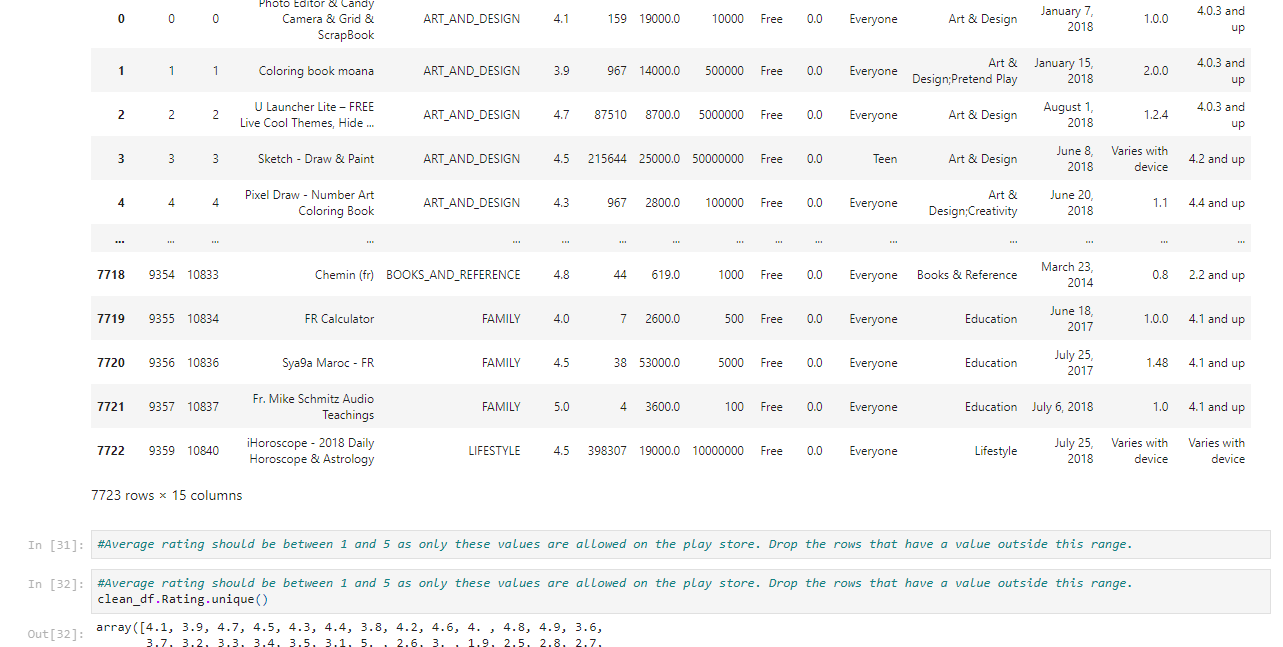 Photo Editor & Candy
0 0 0 Camera & Grid & ART_AND_DESIGN 4.1 159 19000.0 10000 Free 0.0 Everyone Art & Design January 7, 1.0.0 4.0.3 and
ScrapBook 2018 up
1 1 1 Coloring book moana ART_AND_DESIGN 3.9 967 14000.0 500000 Free 0.0 Everyone Art & January 15, 2.0.0 4.0.3 and
Design;Pretend Play 2018 up
2 2 2 U Launcher Lite – FREE ART_AND_DESIGN 4.7 87510 8700.0 5000000 Free 0.0 Everyone Art & Design August 1, 1.2.4 4.0.3 and
Live Cool Themes, Hide ... 2018 up
3 3 3 Sketch - Draw & Paint ART_AND_DESIGN 4.5 215644 25000.0 50000000 Free 0.0 Teen Art & Design June 8, Varies with 4.2 and up
2018 device
4 4 4 Pixel Draw - Number Art ART_AND_DESIGN 4.3 967 2800.0 100000 Free 0.0 Everyone Art & June 20, 1.1 4.4 and up
Coloring Book Design;Creativity 2018
... ... ... ... ... ... ... ... ... ... ... ... ... ... ... ...
7718 9354 10833 Chemin (fr) BOOKS_AND_REFERENCE 4.8 44 619.0 1000 Free 0.0 Everyone Books & Reference March 23, 0.8 2.2 and up
2014
7719 9355 10834 FR Calculator FAMILY 4.0 7 2600.0 500 Free 0.0 Everyone Education June 18, 1.0.0 4.1 and up
2017
7720 9356 10836 Sya9a Maroc - FR FAMILY 4.5 38 53000.0 5000 Free 0.0 Everyone Education July 25, 1.48 4.1 and up
2017
7721 9357 10837 Fr. Mike Schmitz Audio FAMILY 5.0 4 3600.0 100 Free 0.0 Everyone Education July 6, 2018 1.0 4.1 and up
Teachings
7722 9359 10840 iHoroscope - 2018 Daily LIFESTYLE 4.5 398307 19000.0 10000000 Free 0.0 Everyone Lifestyle July 25, Varies with Varies with
Horoscope & Astrology 2018 device device
7723 rows × 15 columns
In [31]: #Average rating should be between 1 and 5 as only these values are allowed on the play store. Drop the rows that have a value outside this range.
In [32]: #Average rating should be between 1 and 5 as only these values are allowed on the play store. Drop the rows that have a value outside this range.
clean_df.Rating.unique()
Out[32]: array([4.1, 3.9, 4.7, 4.5, 4.3, 4.4, 3.8, 4.2, 4.6, 4. , 4.8, 4.9, 3.6,
3.7, 3.2, 3.3, 3.4, 3.5, 3.1, 5. , 2.6, 3. , 1.9, 2.5, 2.8, 2.7,